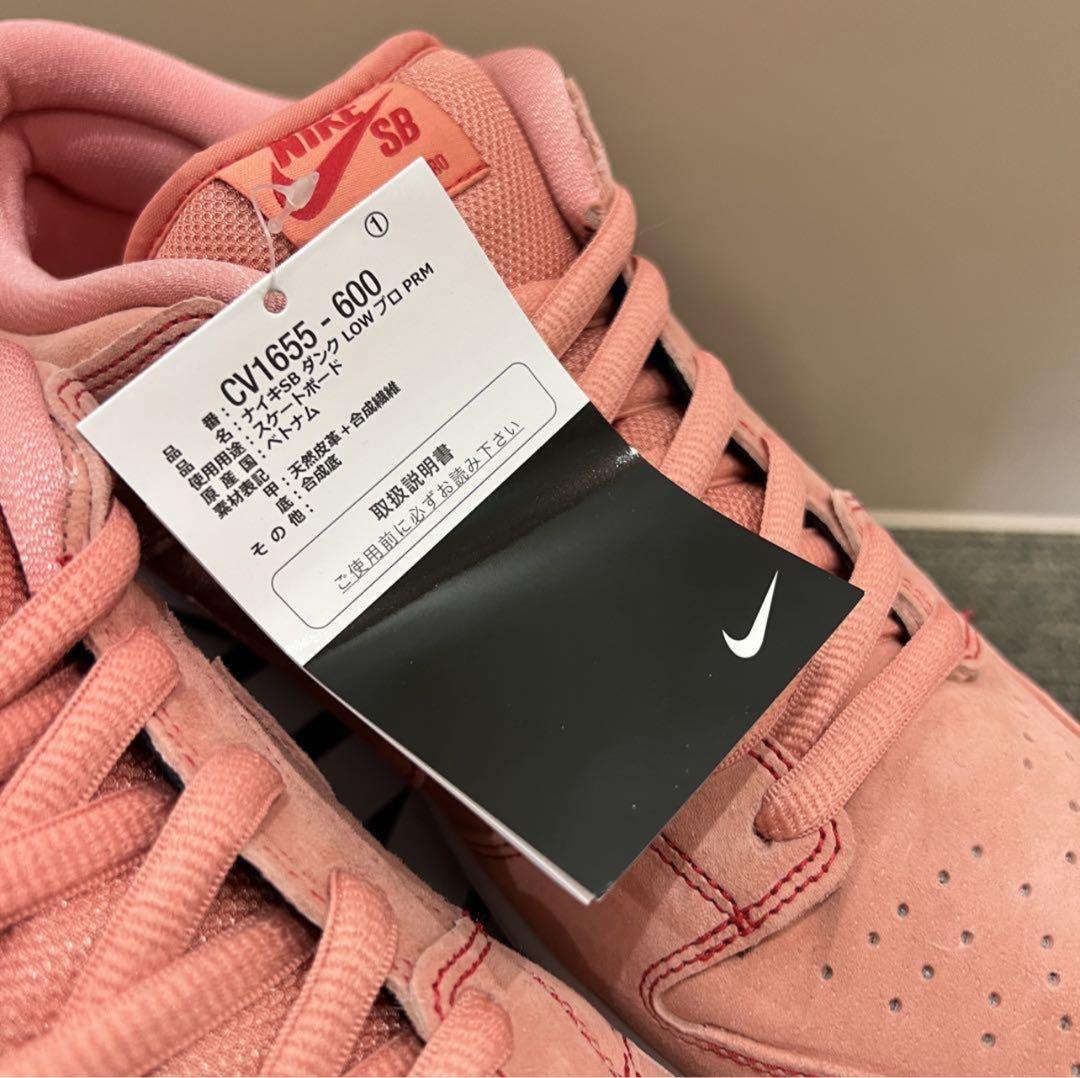 NIKE
SB
RO
①
品番：CV1655 - 600
品名：ナイキSB ダンク LOW プロ PRM
使用用途：スケートボード
原産国：ベトナム
素材表記 甲：天然皮革＋合成繊維
底：合成底
その他：
取扱説明書
ご使用前に必ずお読み下さい